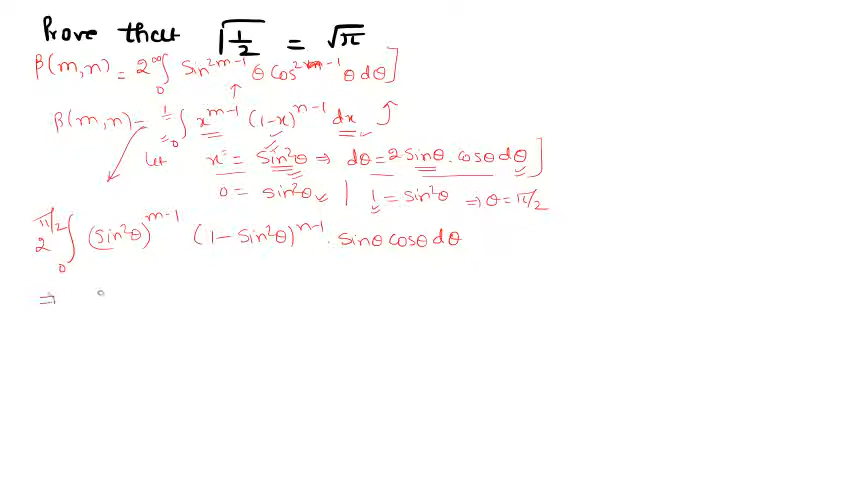 Prove that Γ1/2 = √π
β(m,n) = 2 ∞∫0 Sin^2m-1 θ Cos^2n-1 θ dθ]
β(m,n) = 1∫0 x^m-1 (1-x)^n-1 dx
Let x = Sin²θ ⇒ dθ = 2 Sinθ. cosθ dθ]
0 = sin²θ | 1 = sin²θ ⇒ θ = π/2
2 π/2∫0 (sin²θ)^m-1 (1 - sin²θ)^n-1 . sinθ cosθ dθ
⇒